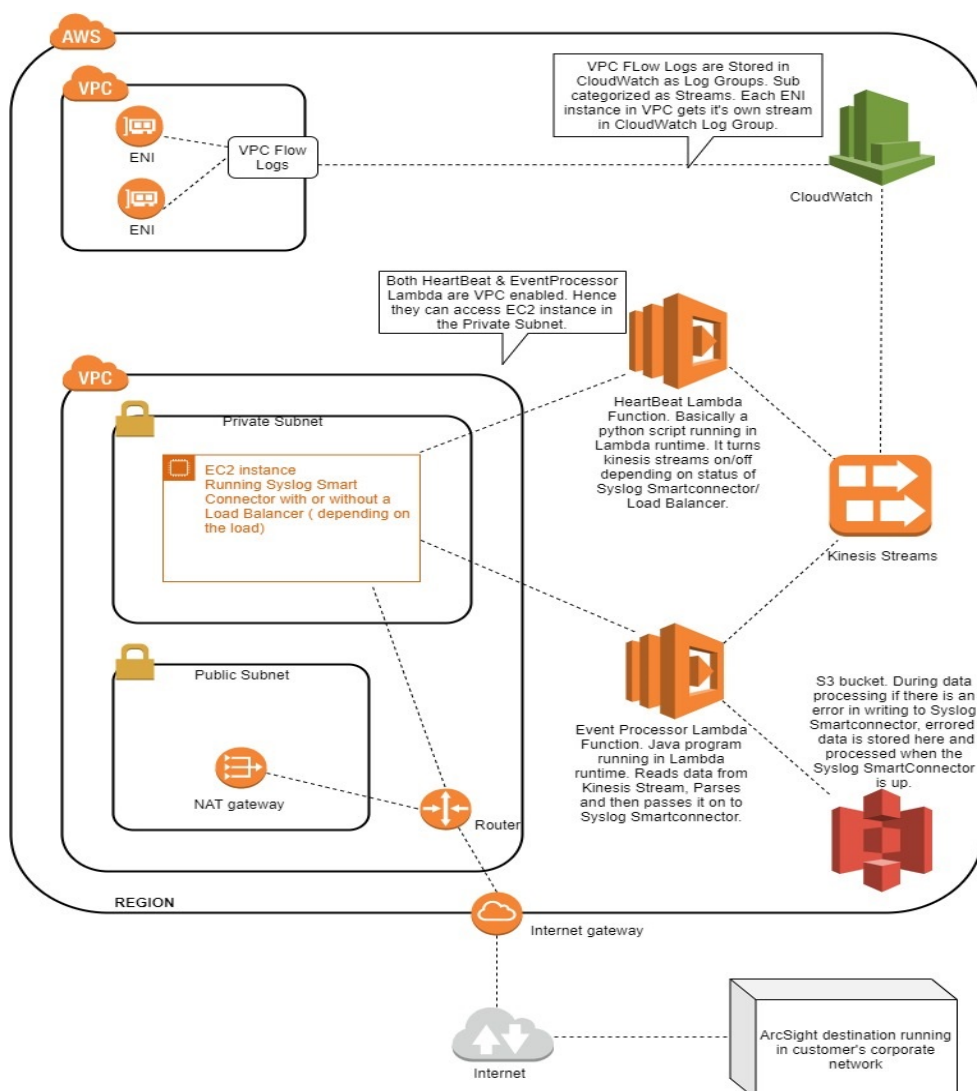 AWS
VPC
ENI
ENI
VPC Flow
Logs
VPC FLow Logs are Stored in
CloudWatch as Log Groups. Sub
categorized as Streams. Each ENI
instance in VPC gets it's own stream
in CloudWatch Log Group.
CloudWatch
Both HeartBeat & EventProcessor
Lambda are VPC enabled. Hence
they can access EC2 instance in
the Private Subnet.
VPC
Private Subnet
EC2 instance
Running Syslog Smart
Connector with or without a
Load Balancer ( depending on
the load)
HeartBeat Lambda
Function. Basically a
python script running in
Lambda runtime. It turns
kinesis streams on/off
depending on status of
Syslog Smartconnector/
Load Balancer.
Kinesis Streams
Public Subnet
NAT gateway
Router
Event Processor Lambda
Function. Java program
running in Lambda
runtime. Reads data from
Kinesis Stream, Parses
and then passes it on to
Syslog Smartconnector.
S3 bucket. During data
processing if there is an
error in writing to Syslog
Smartconnector, errored
data is stored here and
processed when the
Syslog SmartConnector
is up.
REGION
Internet gateway
Internet
ArcSight destination running
in customer's corporate
network